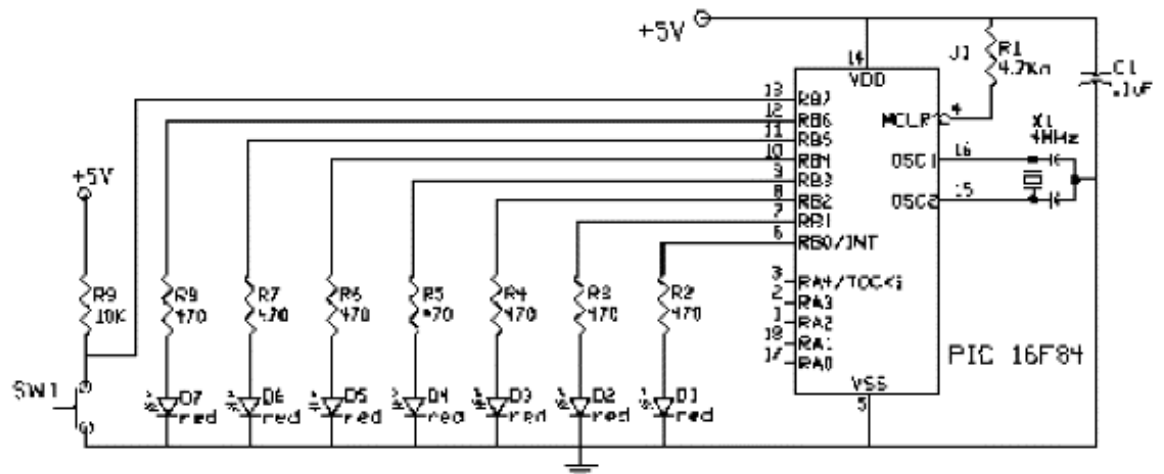 +5V
14
VDD
J1
R1
4.7Kn
C1
.1uF
13
RB7
12
RB6
11
RB5
10
RB4
9
RB3
8
RB2
7
RB1
6
RB0/INT
MCLR
4
X1
4MHz
OSC1
16
OSC2
15
+5V
3
RA4/TOCKi
2
RA3
1
RA2
18
RA1
17
RA0
PIC 16F84
VSS
5
R9
10K
R8
470
R7
470
R6
470
R5
470
R4
470
R3
470
R2
470
SW1
D7
red
D6
red
D5
red
D4
red
D3
red
D2
red
D1
red